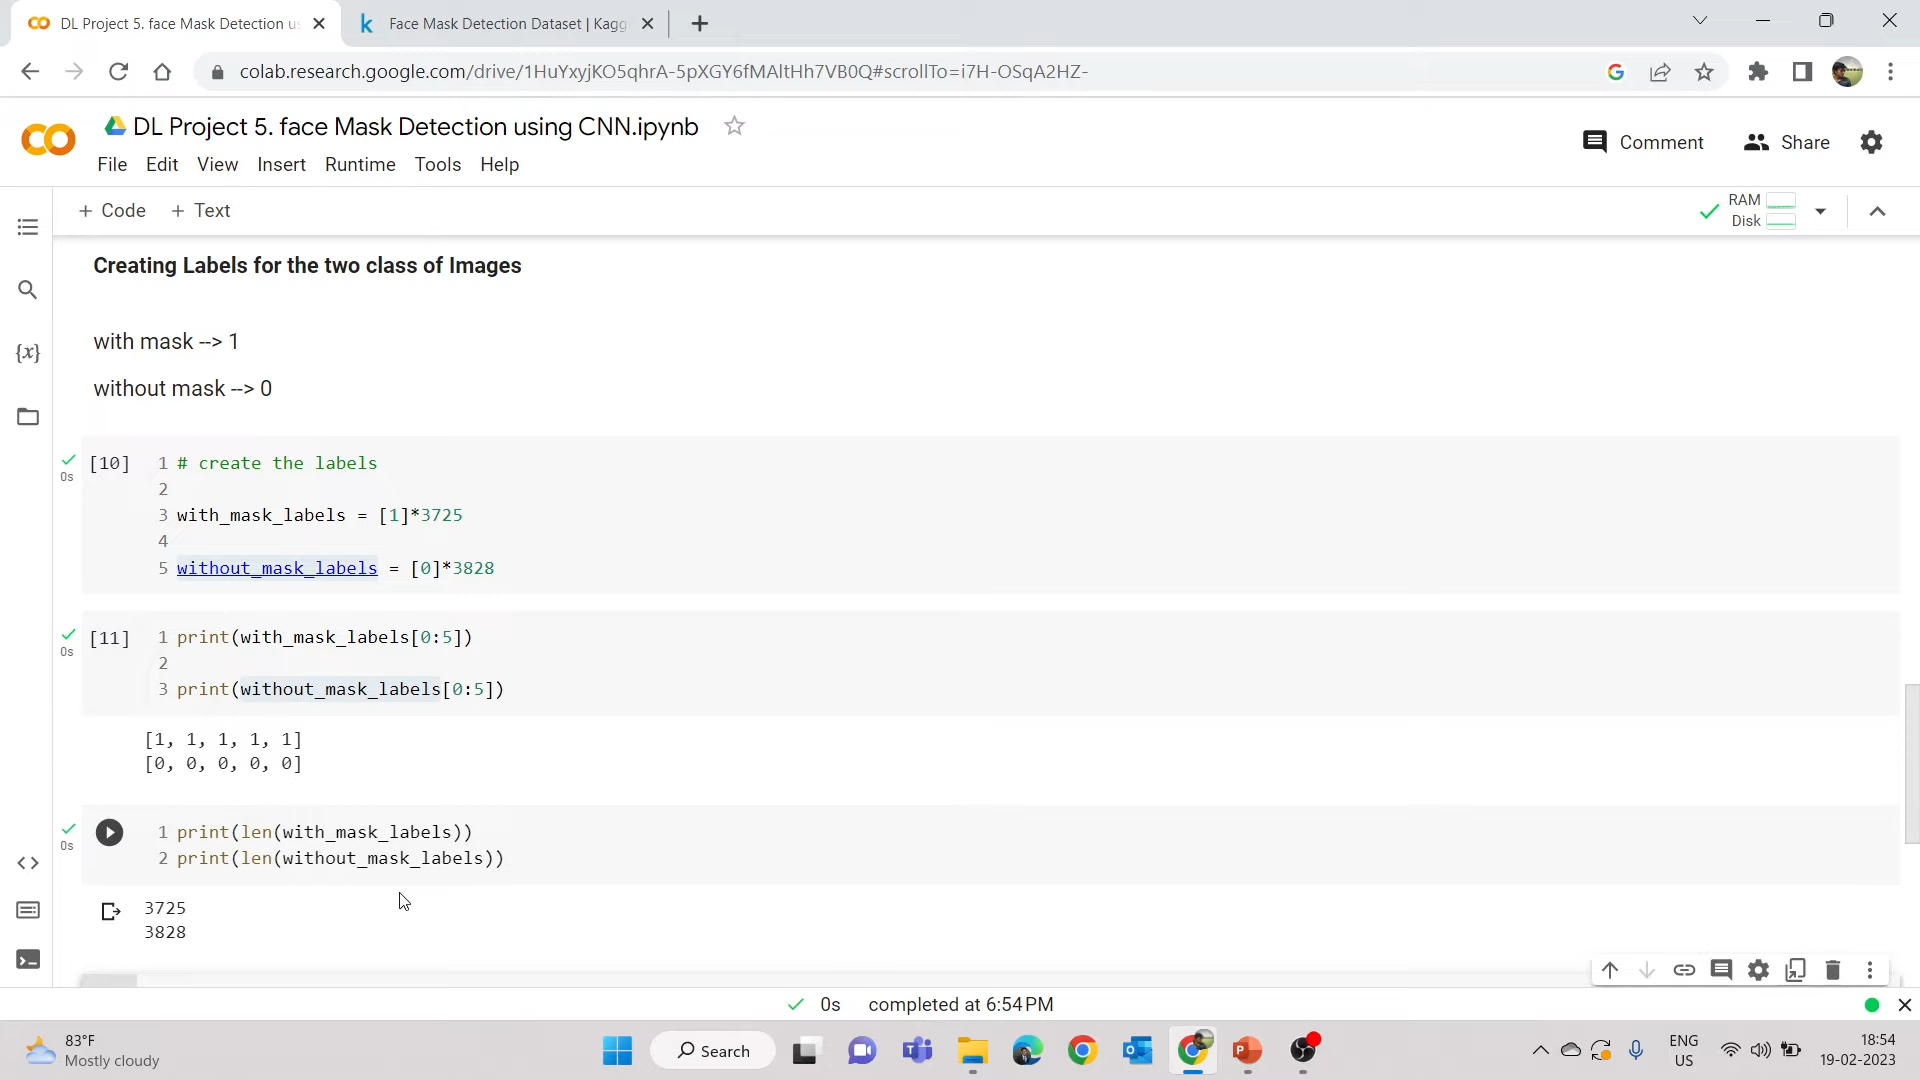 DL Project 5. face Mask Detection us
Face Mask Detection Dataset | Kagg
colab.research.google.com/drive/1HuYxyjKO5qhrA-5pXGY6fMAltHh7VB0Q#scrollTo=i7H-OSqA2HZ-
DL Project 5. face Mask Detection using CNN.ipynb
Comment
Share
File Edit View Insert Runtime Tools Help
+ Code + Text
RAM
Disk
Creating Labels for the two class of Images
with mask --> 1
without mask --> 0
0s
[10]
1 # create the labels
2
3 with_mask_labels = [1]*3725
4
5 without_mask_labels = [0]*3828
0s
[11]
1 print(with_mask_labels[0:5])
2
3 print(without_mask_labels[0:5])
[1, 1, 1, 1, 1]
[0, 0, 0, 0, 0]
0s
1 print(len(with_mask_labels))
2 print(len(without_mask_labels))
3725
3828
0s completed at 6:54 PM
83°F
Mostly cloudy
Search
ENG
US
18:54
19-02-2023